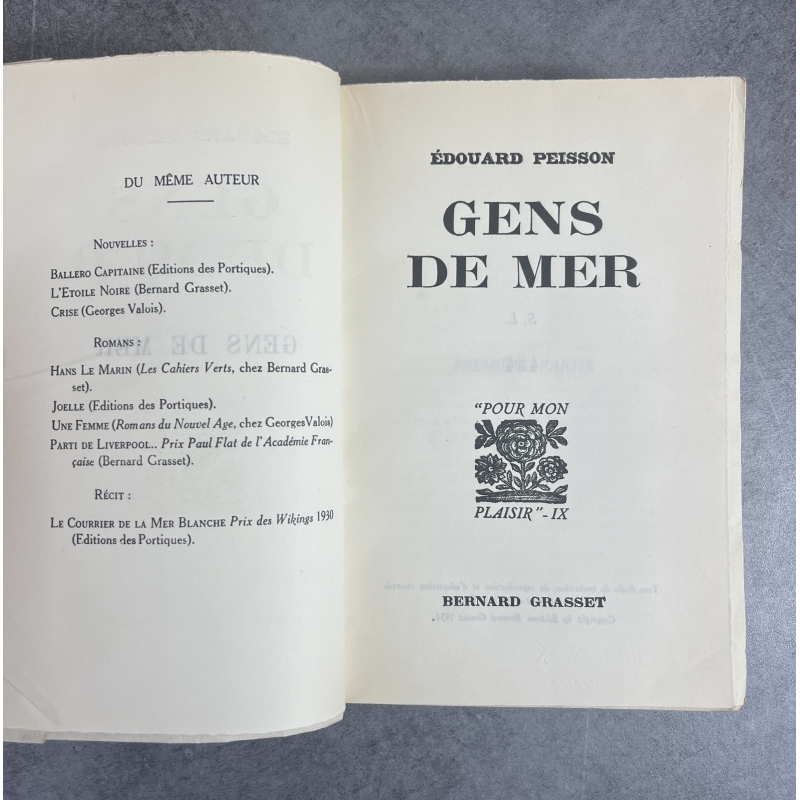 DU MÊME AUTEUR
NOUVELLES :
BALLERO CAPITAINE (Editions des Portiques).
L'ETOILE NOIRE (Bernard Grasset).
CRISE (Georges Valois).
ROMANS :
HANS LE MARIN (Les Cahiers Verts, chez Bernard Gras-
set).
JOELLE (Editions des Portiques).
UNE FEMME (Romans du Nouvel Age, chez Georges Valois)
PARTI DE LIVERPOOL.. Prix Paul Flat de l'Académie Fran-
çaise (Bernard Grasset).
RÉCIT :
LE COURRIER DE LA MER BLANCHE Prix des Wikings 1930
(Editions des Portiques).
ÉDOUARD PEISSON
GENS
DE MER
"POUR MON
PLAISIR" - IX
BERNARD GRASSET